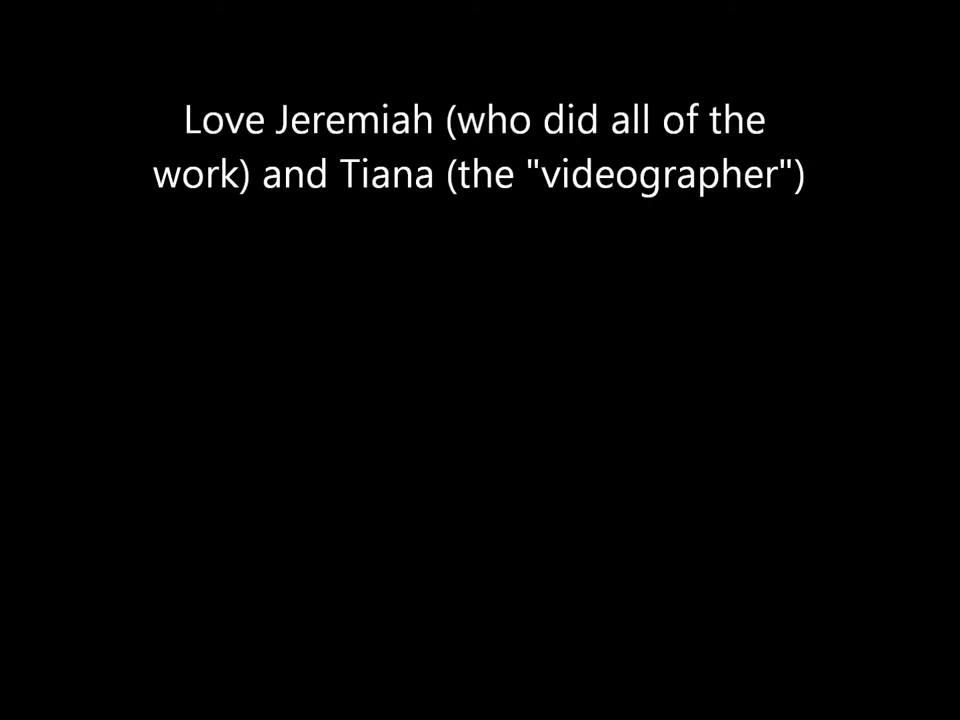 Love Jeremiah (who did all of the
work) and Tiana (the "videographer")